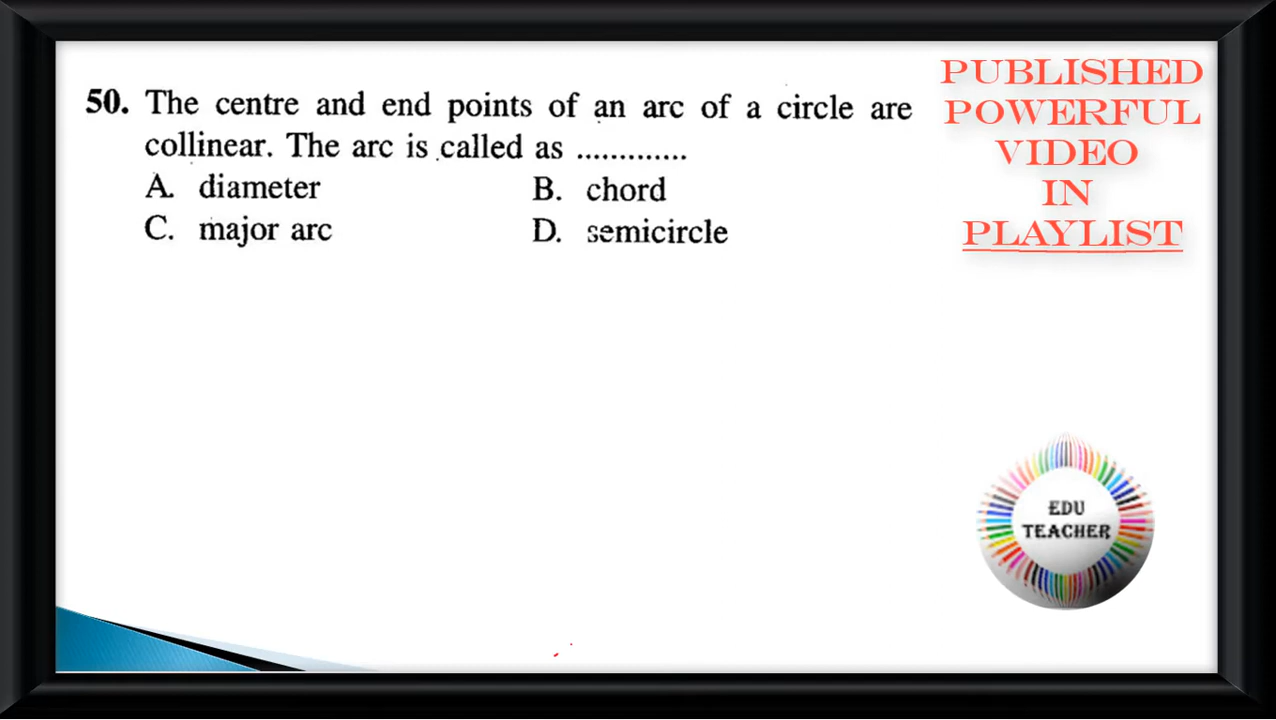 50. The centre and end points of an arc of a circle are
collinear. The arc is called as .............
A. diameter B. chord
C. major arc D. semicircle
PUBLISHED
POWERFUL
VIDEO
IN
PLAYLIST
EDU
TEACHER